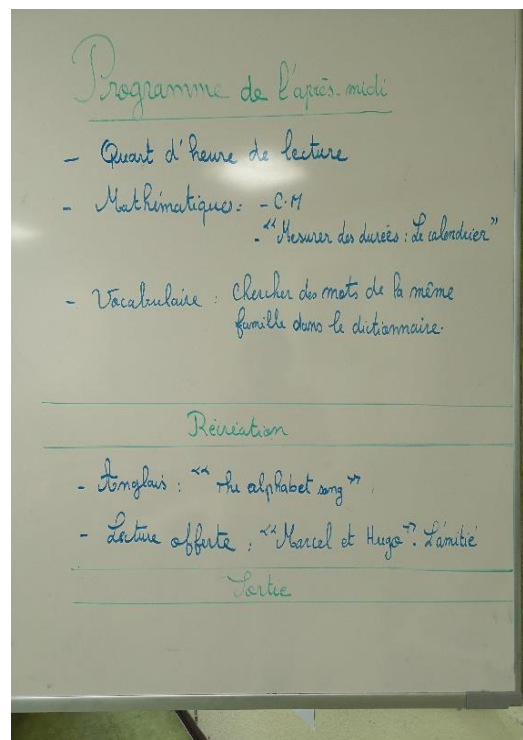 Programme de l'après-midi
- Quart d'heure de lecture
- Mathématiques : - C.M
- "Mesurer des durées : Le calendrier"
- Vocabulaire : Chercher des mots de la même
famille dans le dictionnaire.
Récréation
- Anglais : "The alphabet song"
- Lecture offerte : "Marcel et Hugo". L'amitié
Sortie